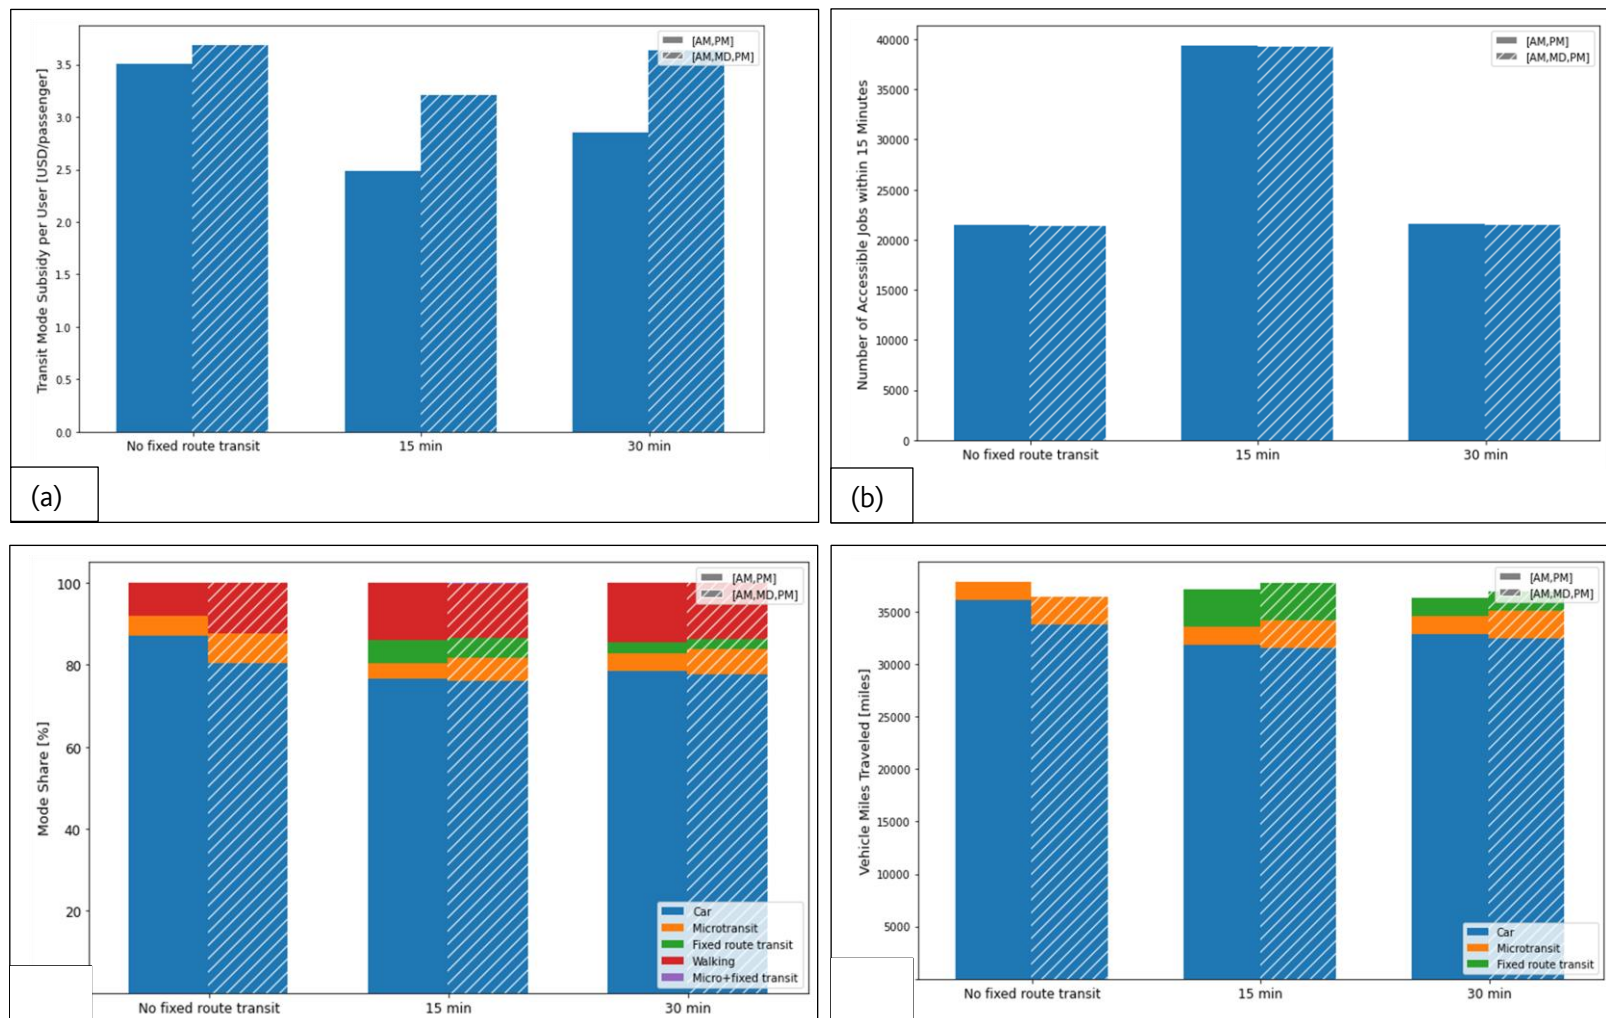 Transit Mode Subsidy per User [USD/passenger]
3.5
3.0
2.5
2.0
1.5
1.0
0.5
0.0
[AM,PM]
[AM,MD,PM]
No fixed route transit
15 min
30 min
(a)
Number of Accessible Jobs within 15 Minutes
40000
35000
30000
25000
20000
15000
10000
5000
0
[AM,PM]
[AM,MD,PM]
No fixed route transit
15 min
30 min
(b)
Mode Share [%]
100
80
60
40
20
[AM,PM]
[AM,MD,PM]
Car
Microtransit
Fixed route transit
Walking
Micro+fixed transit
No fixed route transit
15 min
30 min
Vehicle Miles Traveled [miles]
35000
30000
25000
20000
15000
10000
5000
[AM,PM]
[AM,MD,PM]
Car
Microtransit
Fixed route transit
No fixed route transit
15 min
30 min